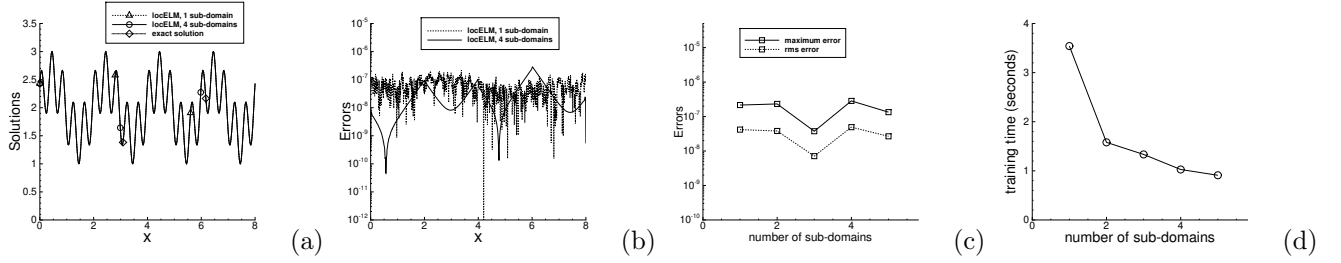 locELM, 1 sub-domain
locELM, 4 sub-domains
exact solution
Solutions
3.5
3
2.5
2
1.5
1
0.5
0
0 2 4 6 8
x
(a)
locELM, 1 sub-domain
locELM, 4 sub-domains
Errors
10-5
10-6
10-7
10-8
10-9
10-10
10-11
10-12
0 2 4 6 8
x
(b)
maximum error
rms error
Errors
10-5
10-6
10-7
10-8
10-9
10-10
0 2 4
number of sub-domains
(c)
training time (seconds)
4
3
2
1
0
0 2 4
number of sub-domains
(d)